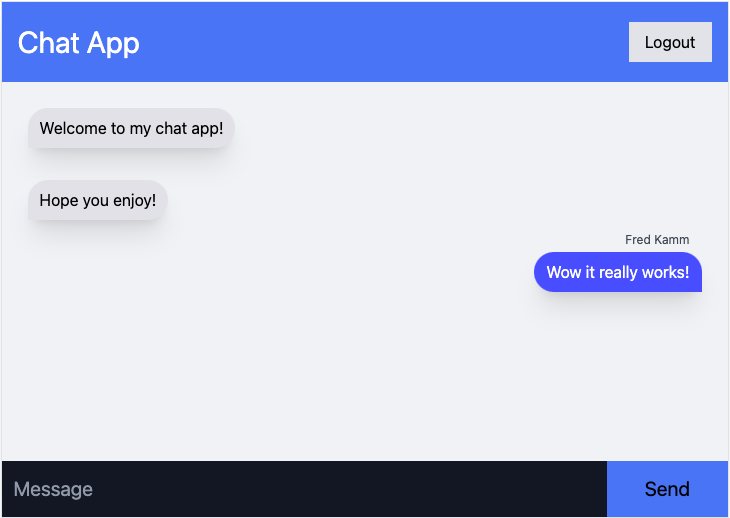 Chat App
Logout
Welcome to my chat app!
Hope you enjoy!
Fred Kamm
Wow it really works!
Message
Send